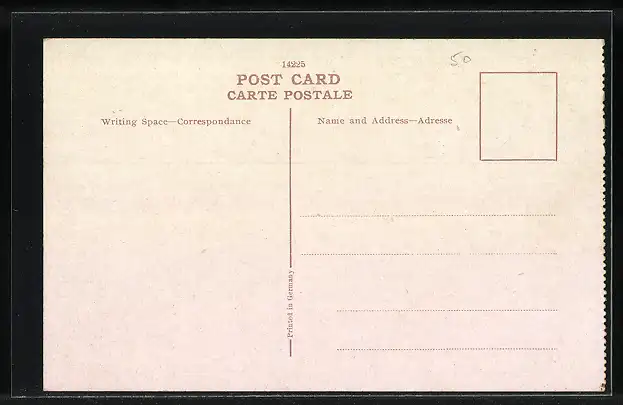 14225
POST CARD
CARTE POSTALE
50
Writing Space—Correspondance
Name and Address—Adresse
Printed in Germany